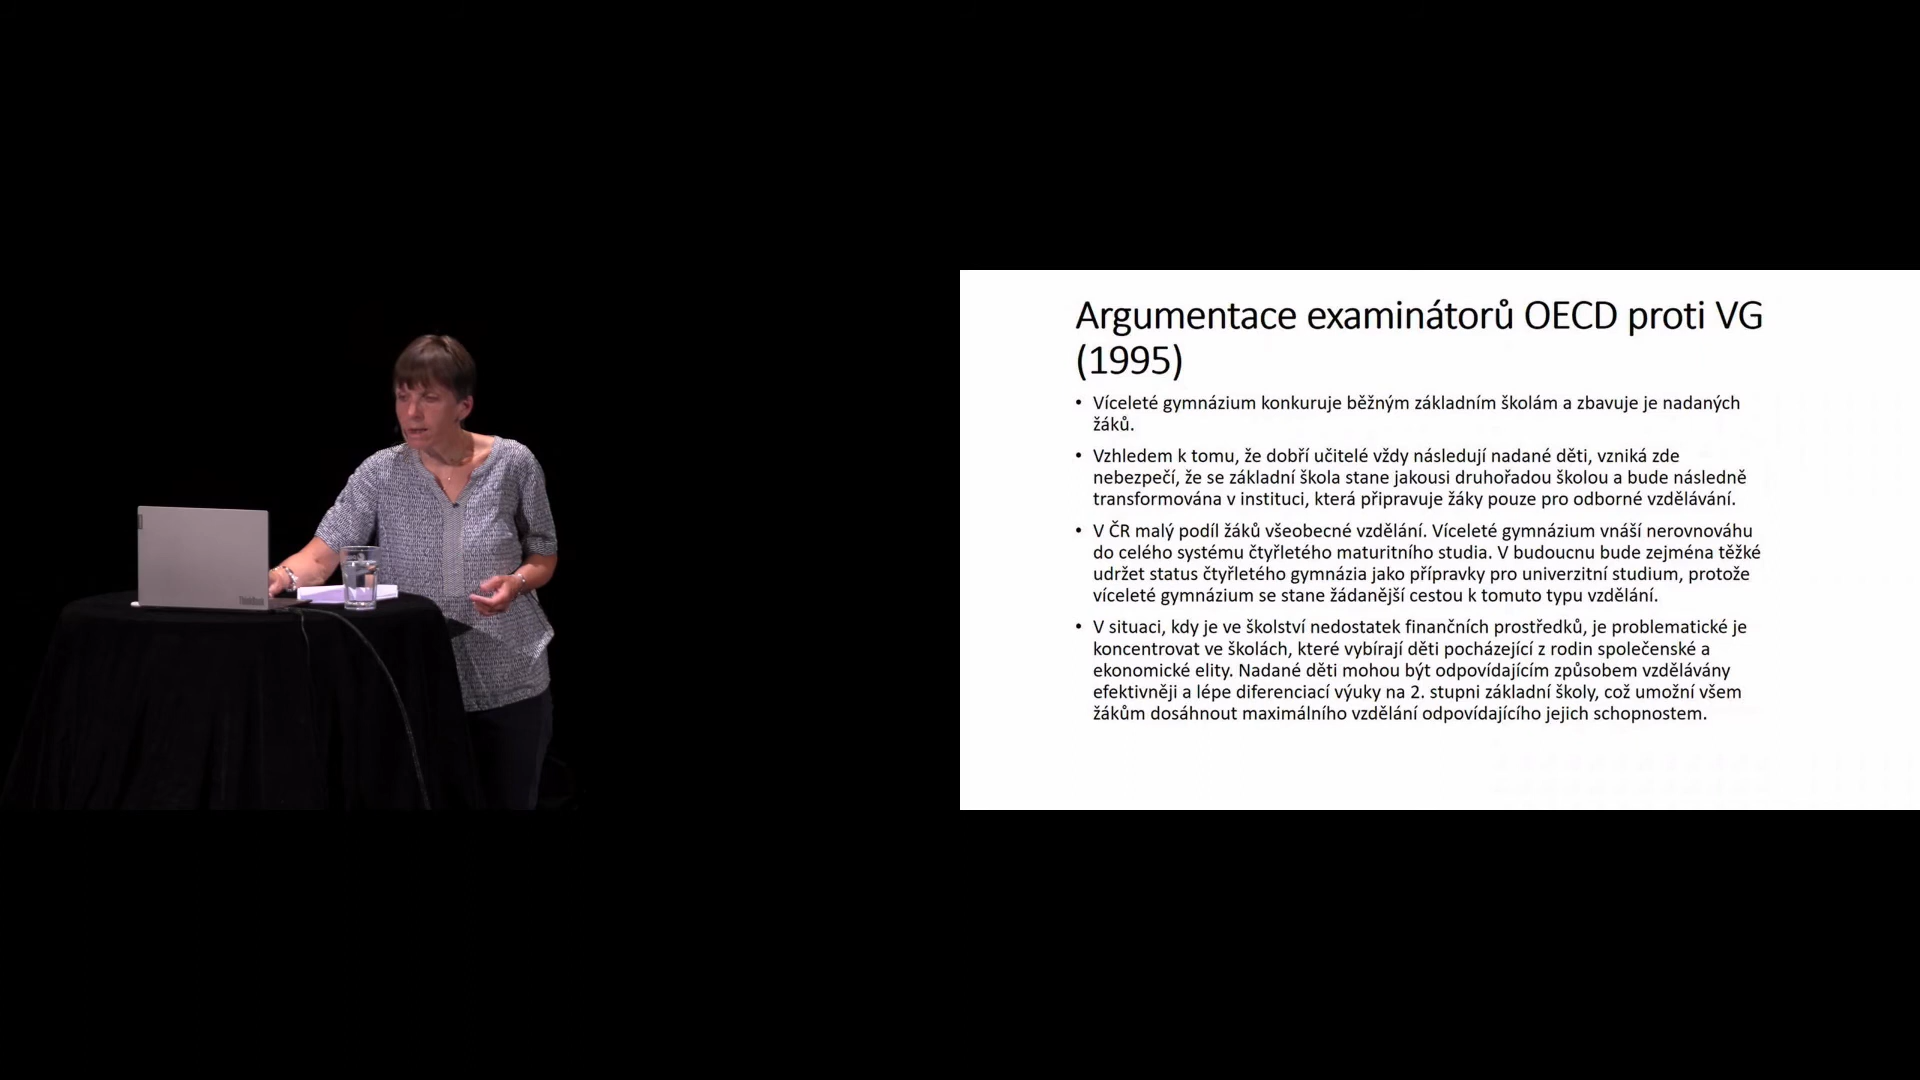 Argumentace examinátorů OECD proti VG
(1995)
• Víceleté gymnázium konkuruje běžným základním školám a zbavuje je nadaných
žáků.
• Vzhledem k tomu, že dobří učitelé vždy následují nadané děti, vzniká zde
nebezpečí, že se základní škola stane jakousi druhořadou školou a bude následně
transformována v instituci, která připravuje žáky pouze pro odborné vzdělávání.
• V ČR malý podíl žáků všeobecné vzdělání. Víceleté gymnázium vnáší nerovnováhu
do celého systému čtyřletého maturitního studia. V budoucnu bude zejména těžké
udržet status čtyřletého gymnázia jako přípravky pro univerzitní studium, protože
víceleté gymnázium se stane žádanější cestou k tomuto typu vzdělání.
• V situaci, kdy je ve školství nedostatek finančních prostředků, je problematické je
koncentrovat ve školách, které vybírají děti pocházející z rodin společenské a
ekonomické elity. Nadané děti mohou být odpovídajícím způsobem vzdělávány
efektivněji a lépe diferenciací výuky na 2. stupni základní školy, což umožní všem
žákům dosáhnout maximálního vzdělání odpovídajícího jejich schopnostem.